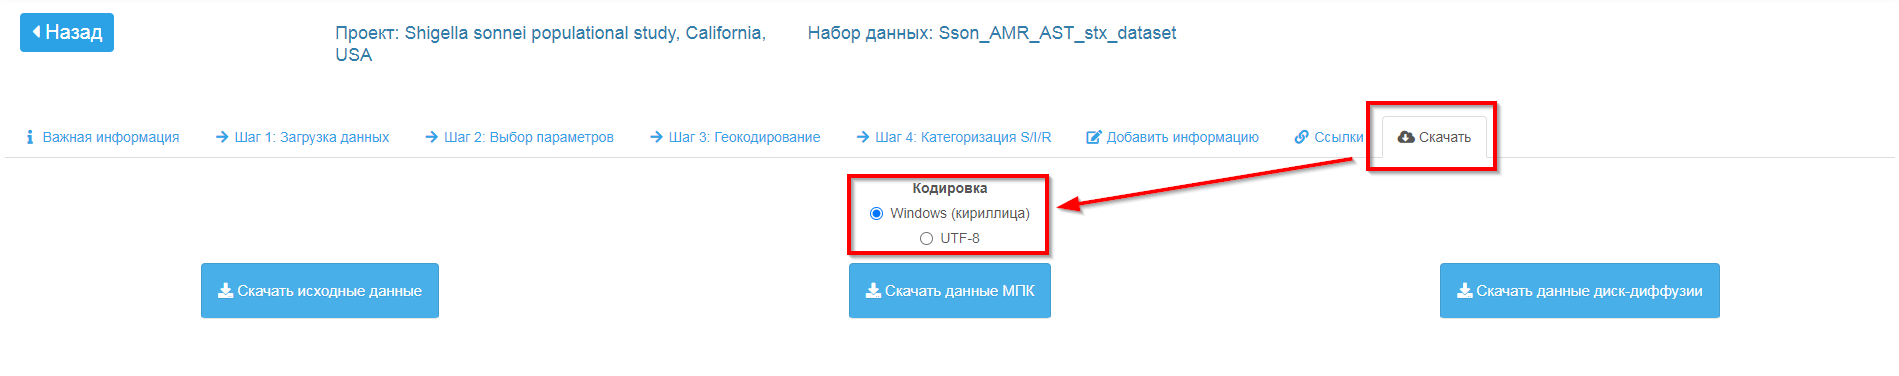 Назад
Проект: Shigella sonnei populational study, California,
USA
Набор данных: Sson_AMR_AST_stx_dataset
Важная информация
Шаг 1: Загрузка данных
Шаг 2: Выбор параметров
Шаг 3: Геокодирование
Шаг 4: Категоризация S/I/R
Добавить информацию
Ссылки
Скачать
Кодировка
Windows (кириллица)
UTF-8
Скачать исходные данные
Скачать данные МПК
Скачать данные диск-диффузии